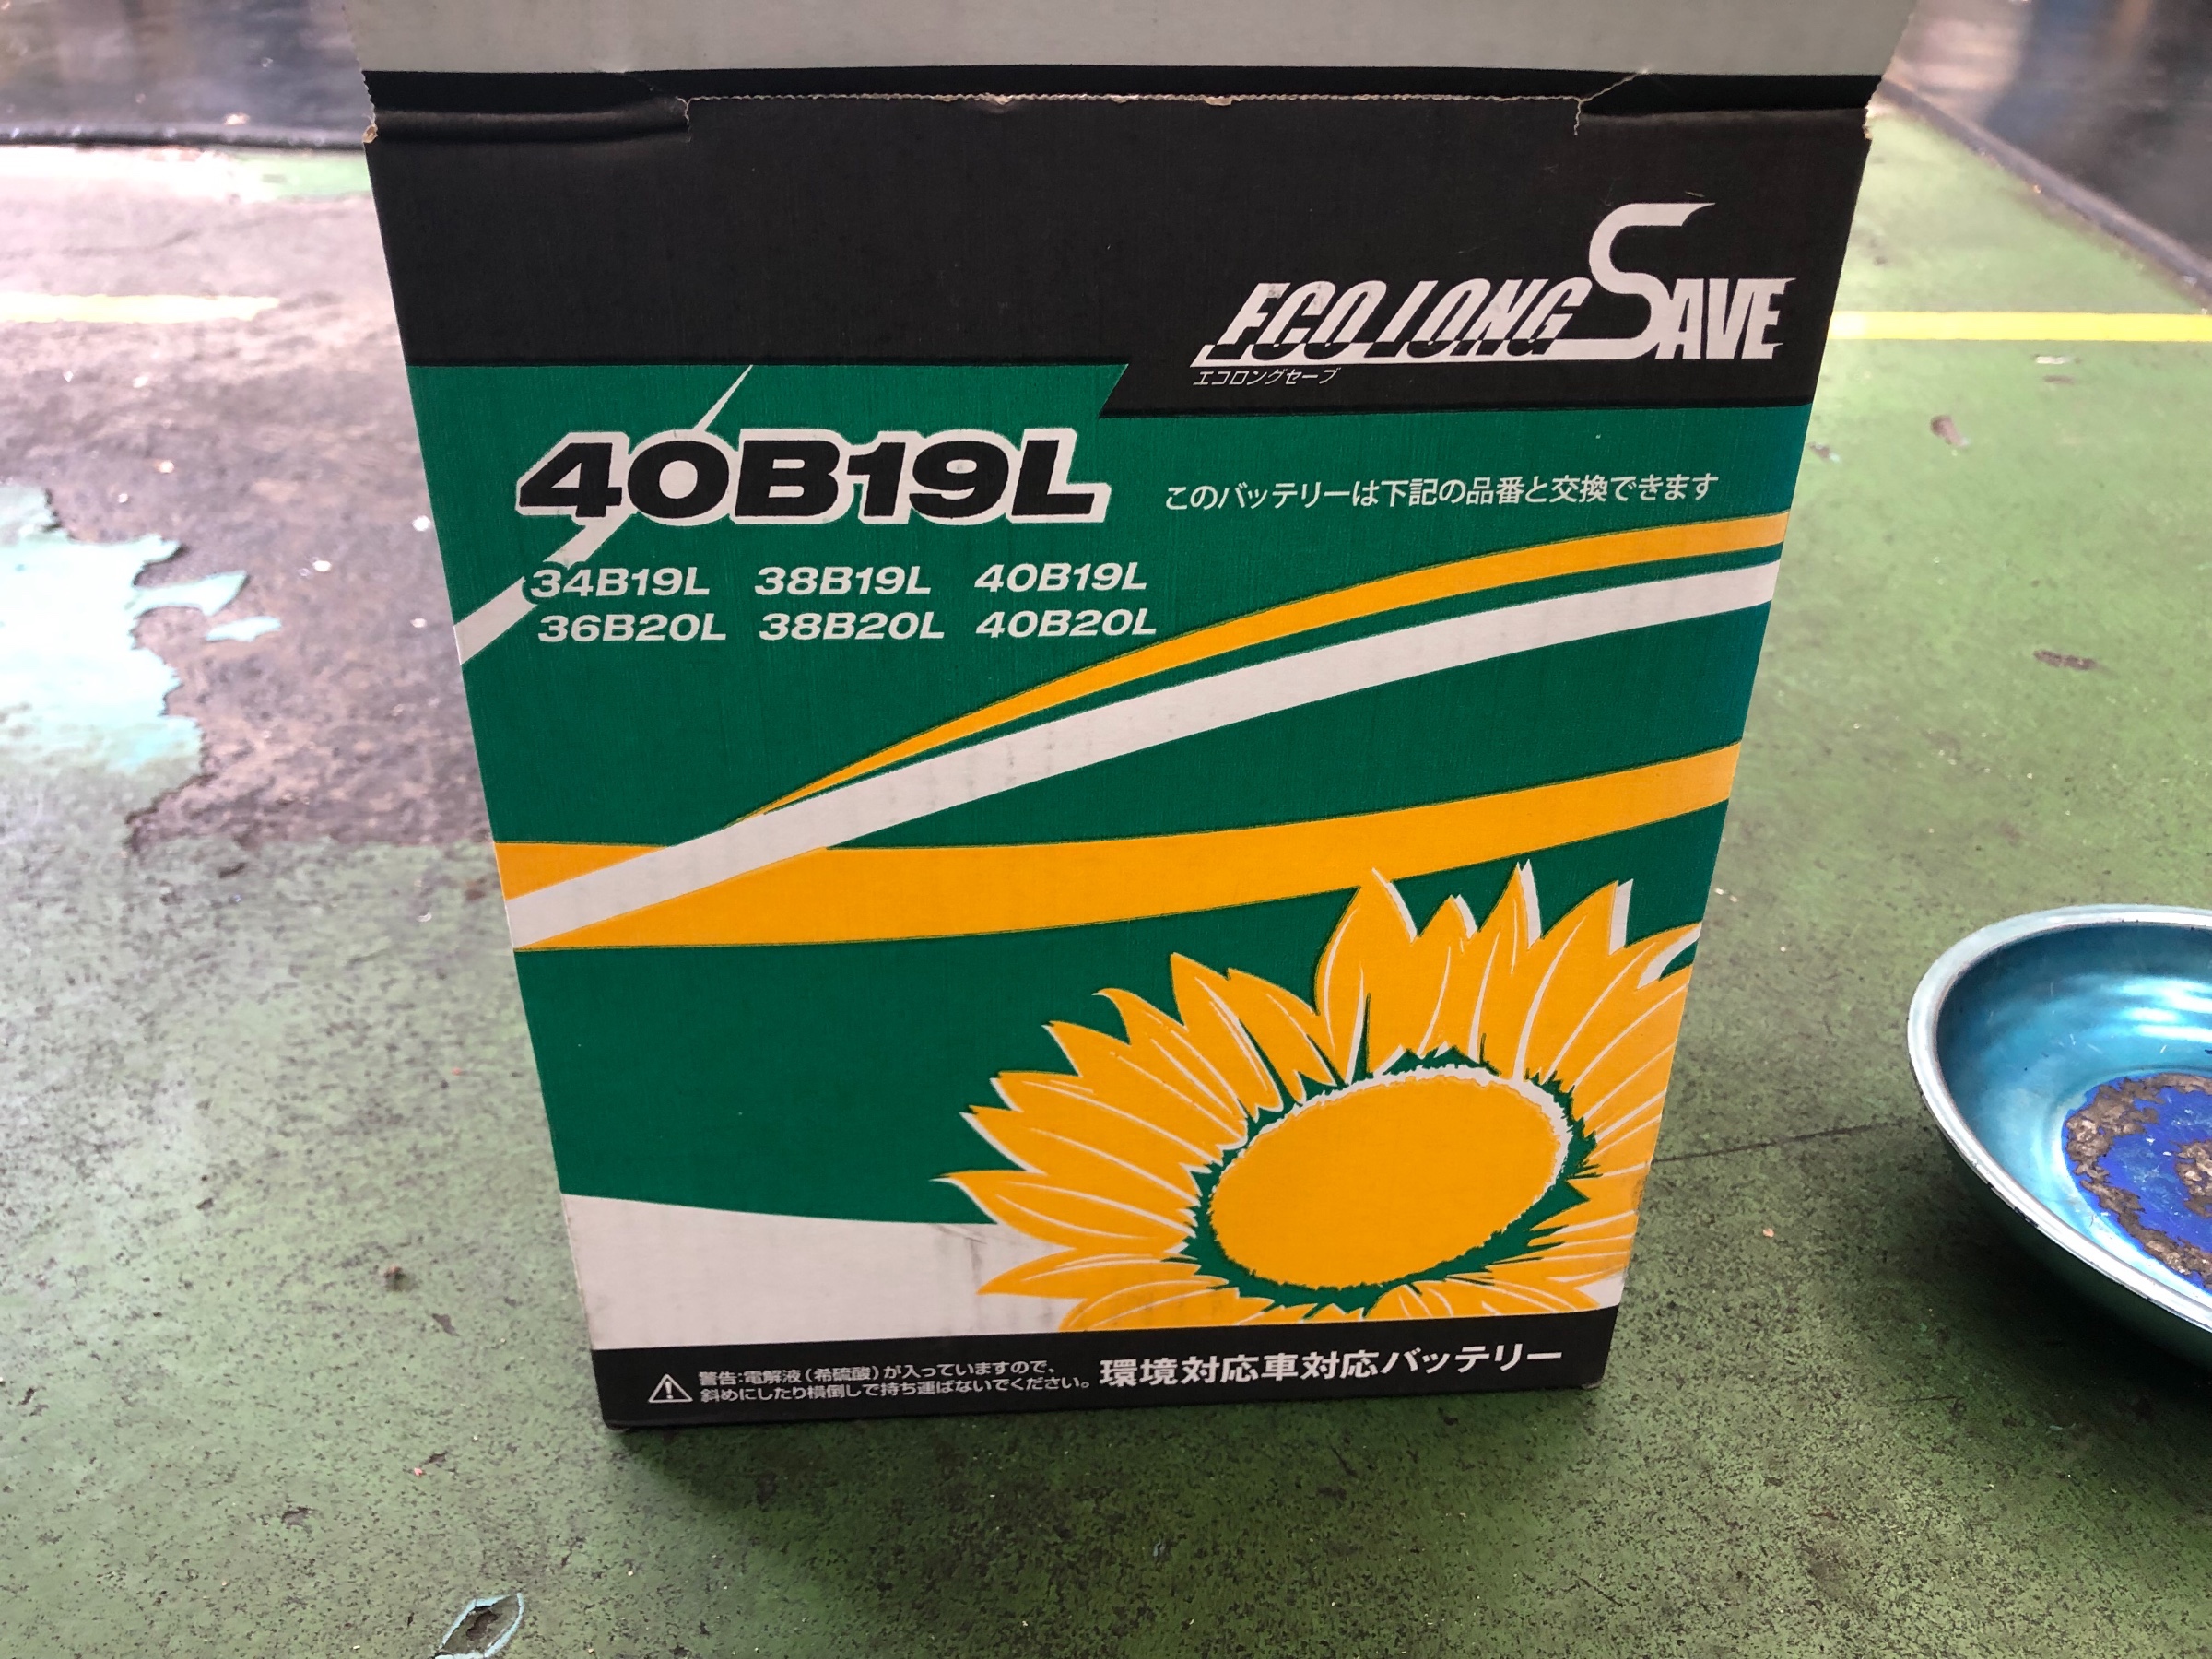 ECO LONG SAVE
エコロングセーブ
40B19L
このバッテリーは下記の品番と交換できます
34B19L 38B19L 40B19L
36B20L 38B20L 40B20L
警告:電解液(希硫酸)が入っていますので、
斜めにしたり横倒しで持ち運ばないでください。
環境対応車対応バッテリー